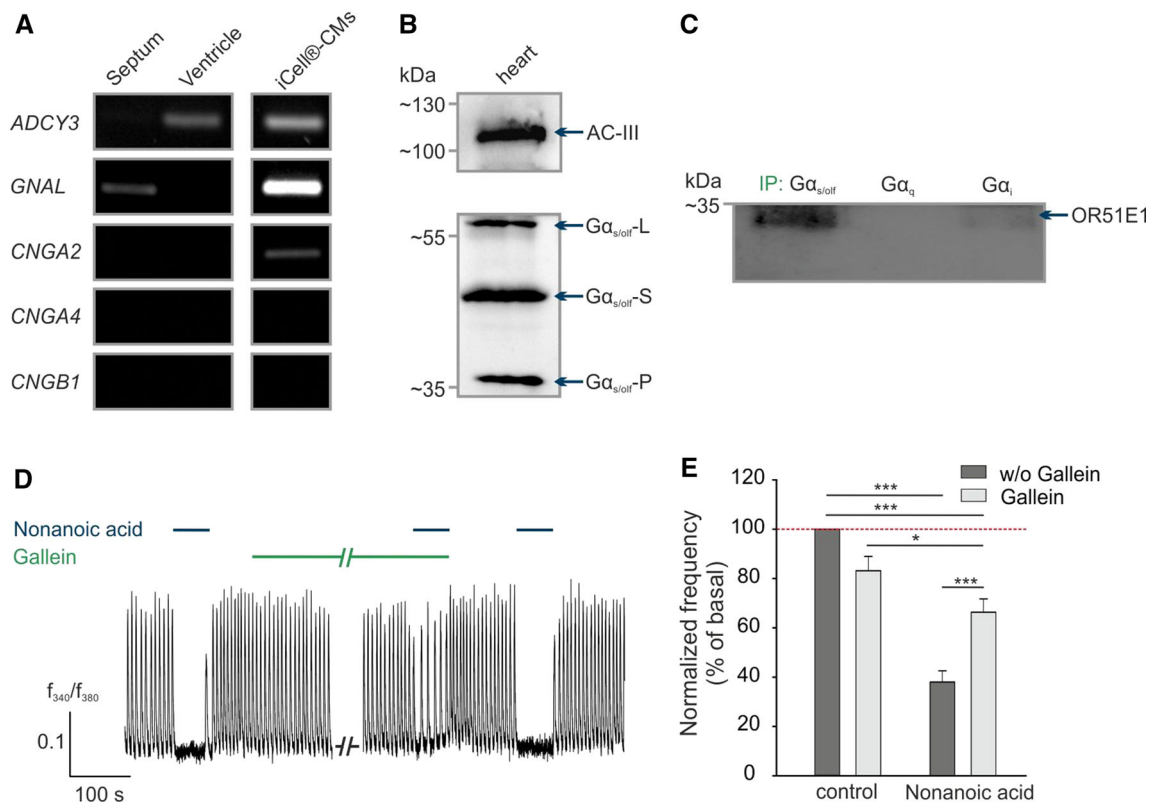 A
Septum
Ventricle
iCell®-CMs
ADCY3
GNAL
CNGA2
CNGA4
CNGB1
B
kDa
heart
~130
~100
AC-III
~55
~35
Gαs/olf-L
Gαs/olf-S
Gαs/olf-P
C
kDa
IP: Gαs/olf Gαq Gαi
~35
OR51E1
D
Nonanoic acid
Gallein
f340/f380
0.1
100 s
E
Normalized frequency
(% of basal)
120
100
80
60
40
20
0
w/o Gallein
Gallein
***
***
*
***
control
Nonanoic acid